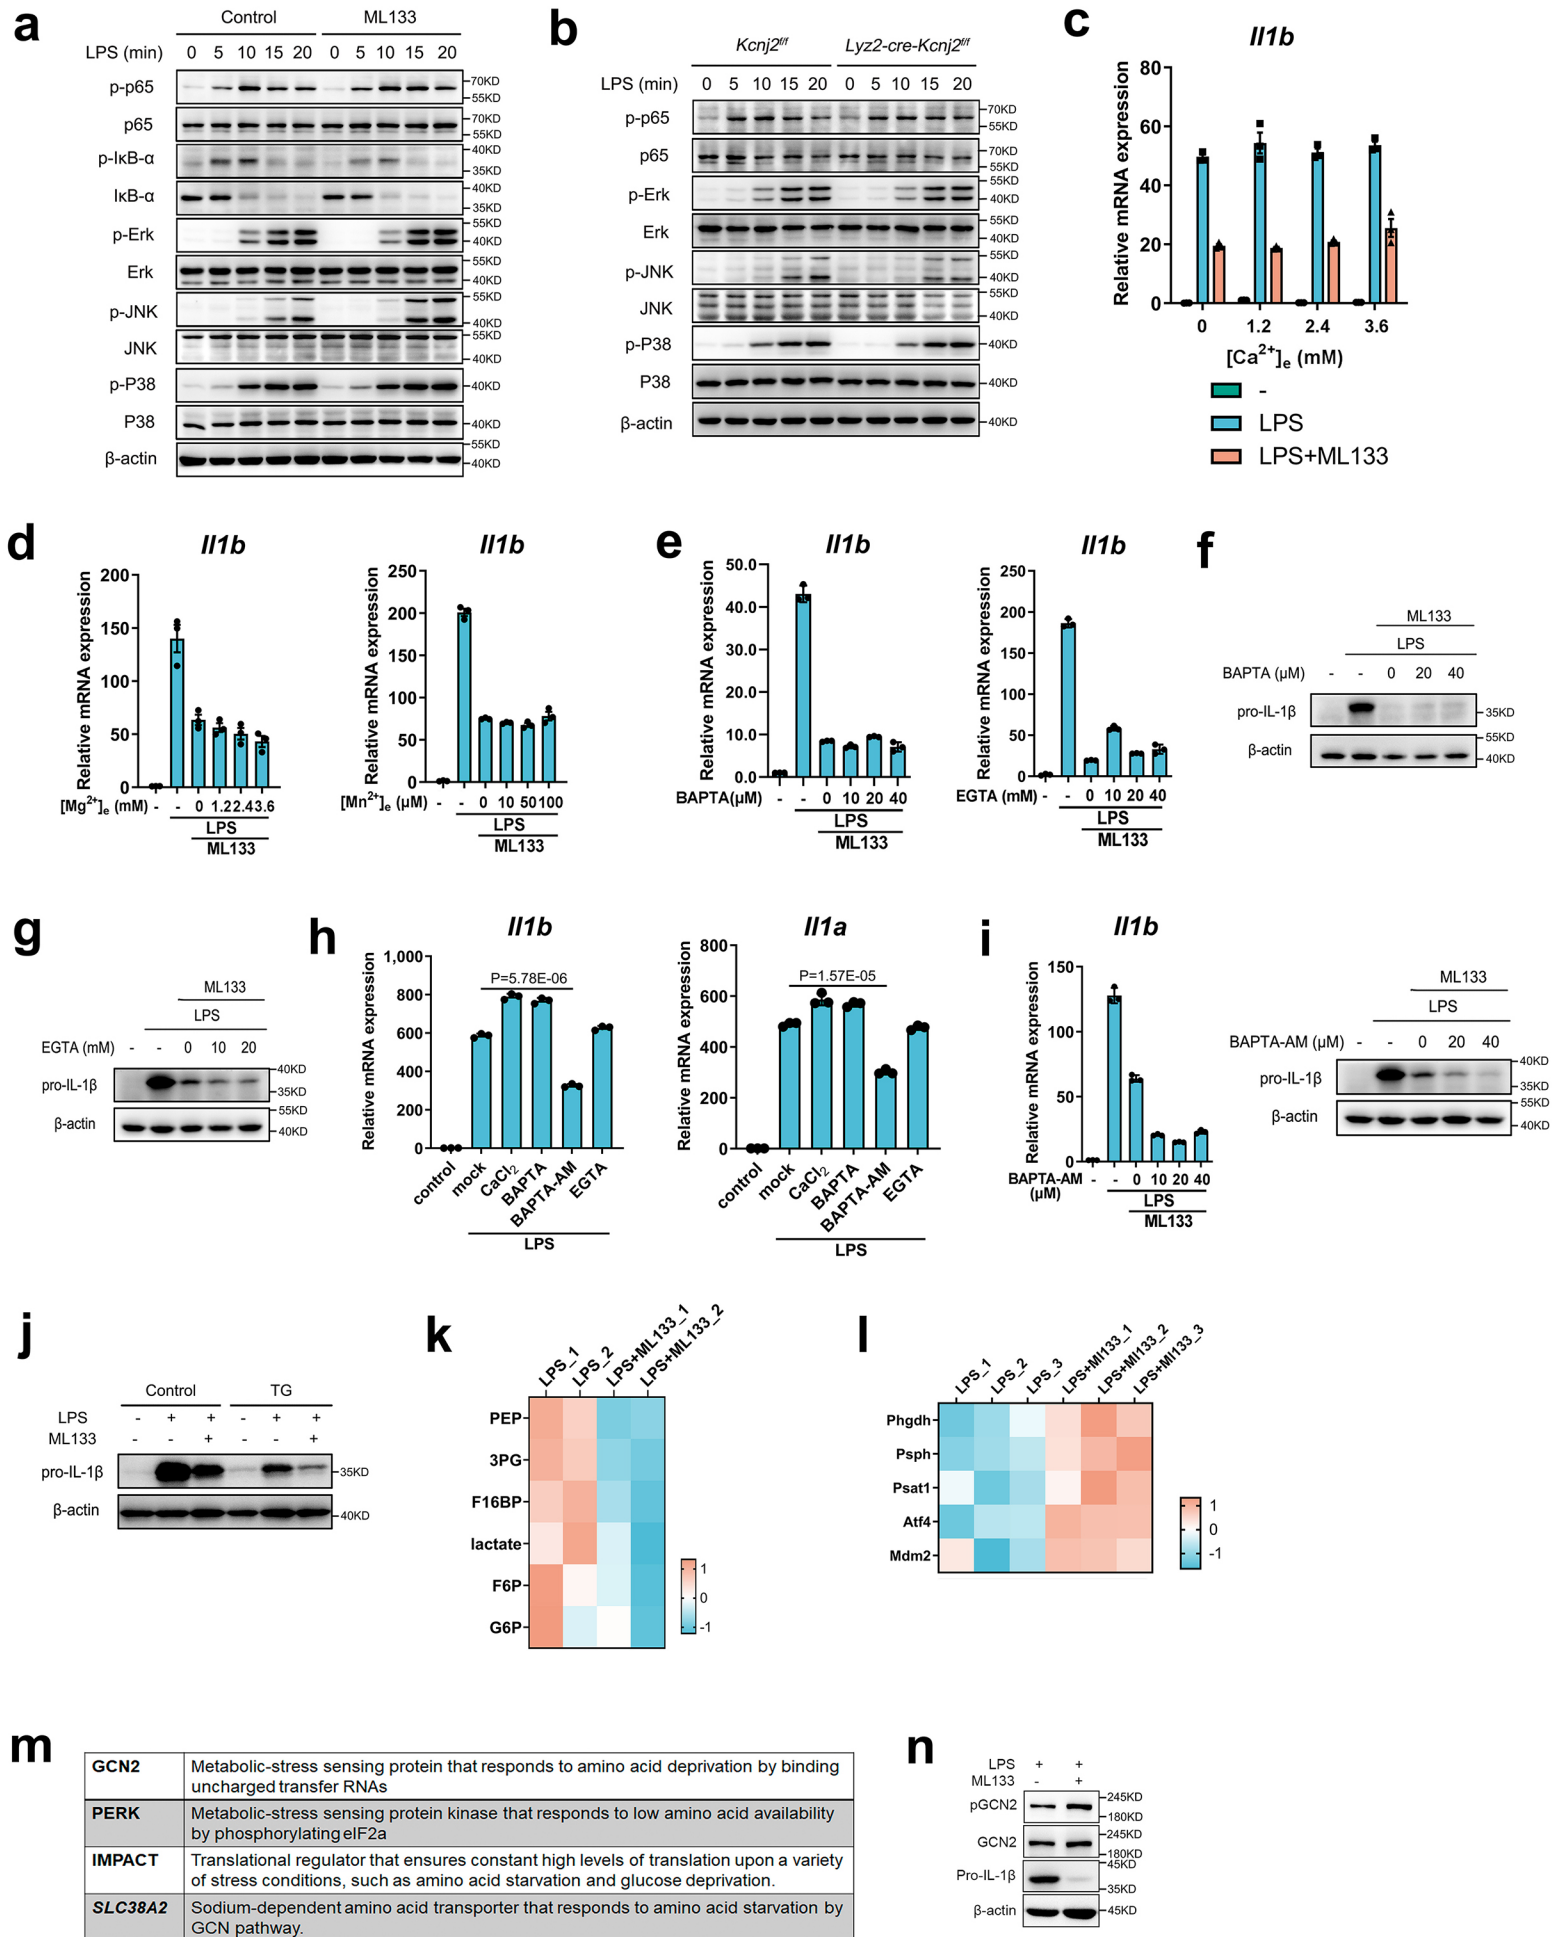 a
Control ML133
LPS (min) 0 5 10 15 20 0 5 10 15 20
p-p65 70KD
55KD
p65 70KD
55KD
p-IκB-α 40KD
35KD
IκB-α 40KD
35KD
p-Erk 55KD
40KD
Erk 55KD
40KD
p-JNK 55KD
40KD
JNK 55KD
40KD
p-P38 40KD
P38 40KD
β-actin 55KD
40KD
b
Kcnj2f/f Lyz2-cre-Kcnj2f/f
LPS (min) 0 5 10 15 20 0 5 10 15 20
p-p65 70KD
55KD
p65 70KD
55KD
p-Erk 55KD
40KD
Erk 40KD
p-JNK 55KD
40KD
JNK 55KD
40KD
p-P38 40KD
P38 40KD
β-actin 40KD
c
Il1b
Relative mRNA expression
80
60
40
20
0
0 1.2 2.4 3.6
[Ca2+]e (mM)
-
LPS
LPS+ML133
d
Il1b
Relative mRNA expression
200
150
100
50
0
[Mg2+]e (mM) - - 0 1.2 2.4 3.6
LPS
ML133
Il1b
Relative mRNA expression
250
200
150
100
50
0
[Mn2+]e (μM) - - 0 10 50 100
LPS
ML133
e
Il1b
Relative mRNA expression
50.0
40.0
30.0
20.0
10.0
0.0
BAPTA(μM) - - 0 10 20 40
LPS
ML133
Il1b
Relative mRNA expression
250
200
150
100
50
0
EGTA (mM) - - 0 10 20 40
LPS
ML133
f
ML133
LPS
BAPTA (μM) - - 0 20 40
pro-IL-1β 35KD
β-actin 55KD
40KD
g
ML133
LPS
EGTA (mM) - - 0 10 20
pro-IL-1β 40KD
35KD
β-actin 55KD
40KD
h
Il1b
Relative mRNA expression
1,000
800
600
400
200
0
P=5.78E-06
control mock CaCl2 BAPTA BAPTA-AM EGTA
LPS
Il1a
Relative mRNA expression
800
600
400
200
0
P=1.57E-05
control mock CaCl2 BAPTA BAPTA-AM EGTA
LPS
i
Il1b
Relative mRNA expression
150
100
50
0
BAPTA-AM - - 0 10 20 40
(μM)
LPS
ML133
ML133
LPS
BAPTA-AM (μM) - - 0 20 40
pro-IL-1β 40KD
35KD
β-actin 55KD
40KD
j
Control TG
LPS - + + - + +
ML133 - - + - - +
pro-IL-1β 35KD
β-actin 40KD
k
LPS_1 LPS_2 LPS+ML133_1 LPS+ML133_2
PEP
3PG
F16BP
lactate
F6P
G6P
1
0
-1
l
LPS_1 LPS_2 LPS_3 LPS+Ml133_1 LPS+Ml133_2 LPS+Ml133_3
Phgdh
Psph
Psat1
Atf4
Mdm2
1
0
-1
m
GCN2 Metabolic-stress sensing protein that responds to amino acid deprivation by binding
uncharged transfer RNAs
PERK Metabolic-stress sensing protein kinase that responds to low amino acid availability
by phosphorylating eIF2a
IMPACT Translational regulator that ensures constant high levels of translation upon a variety
of stress conditions, such as amino acid starvation and glucose deprivation.
SLC38A2 Sodium-dependent amino acid transporter that responds to amino acid starvation by
GCN pathway.
n
LPS + +
ML133 - +
pGCN2 245KD
180KD
GCN2 245KD
180KD
Pro-IL-1β 45KD
35KD
β-actin 45KD